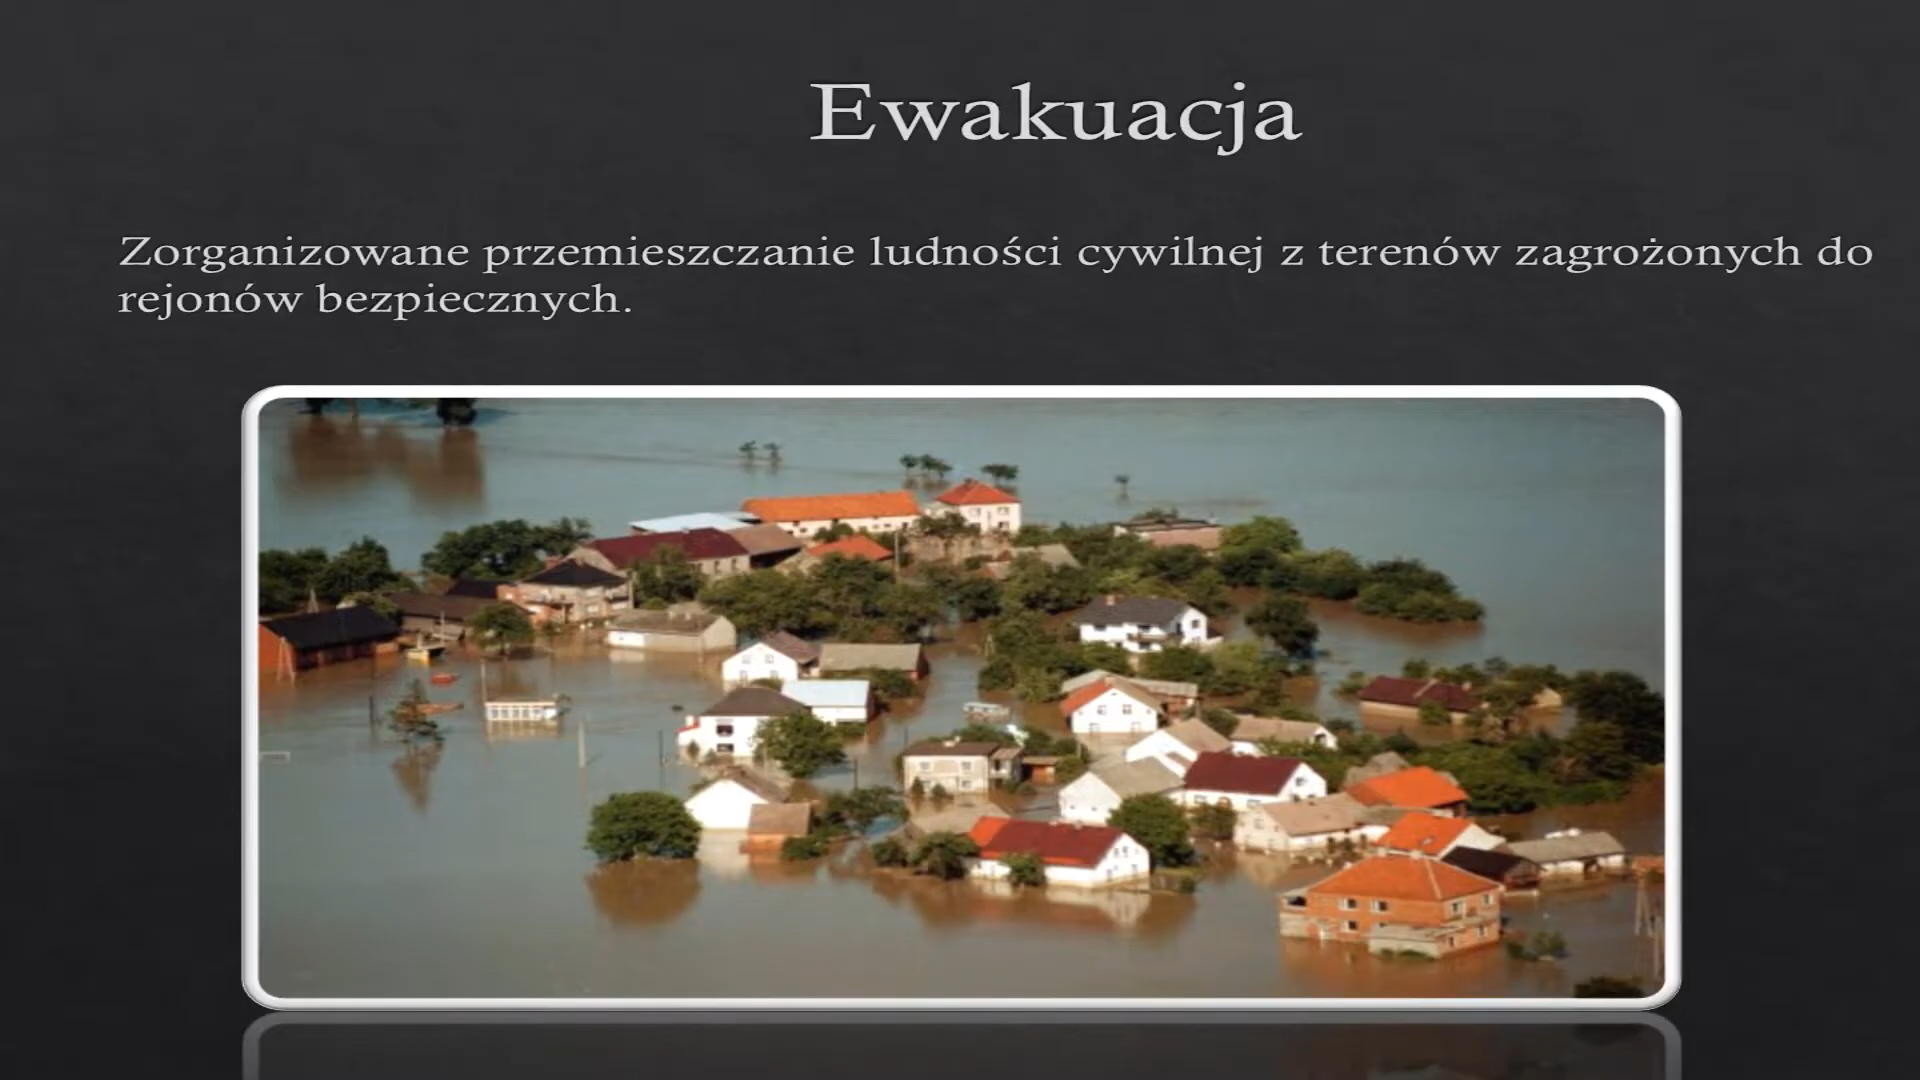 Ewakuacja
Zorganizowane przemieszczanie ludności cywilnej z terenów zagrożonych do
rejonów bezpiecznych.